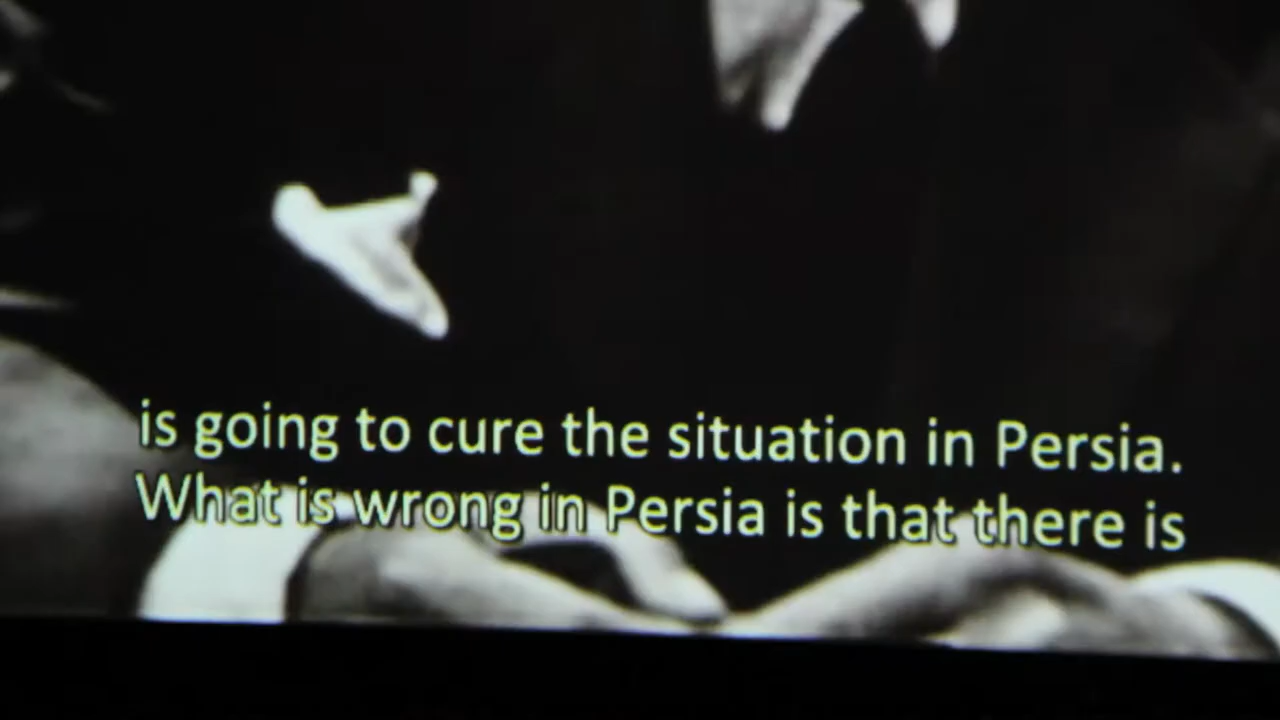 is going to cure the situation in Persia.
What is wrong in Persia is that there is